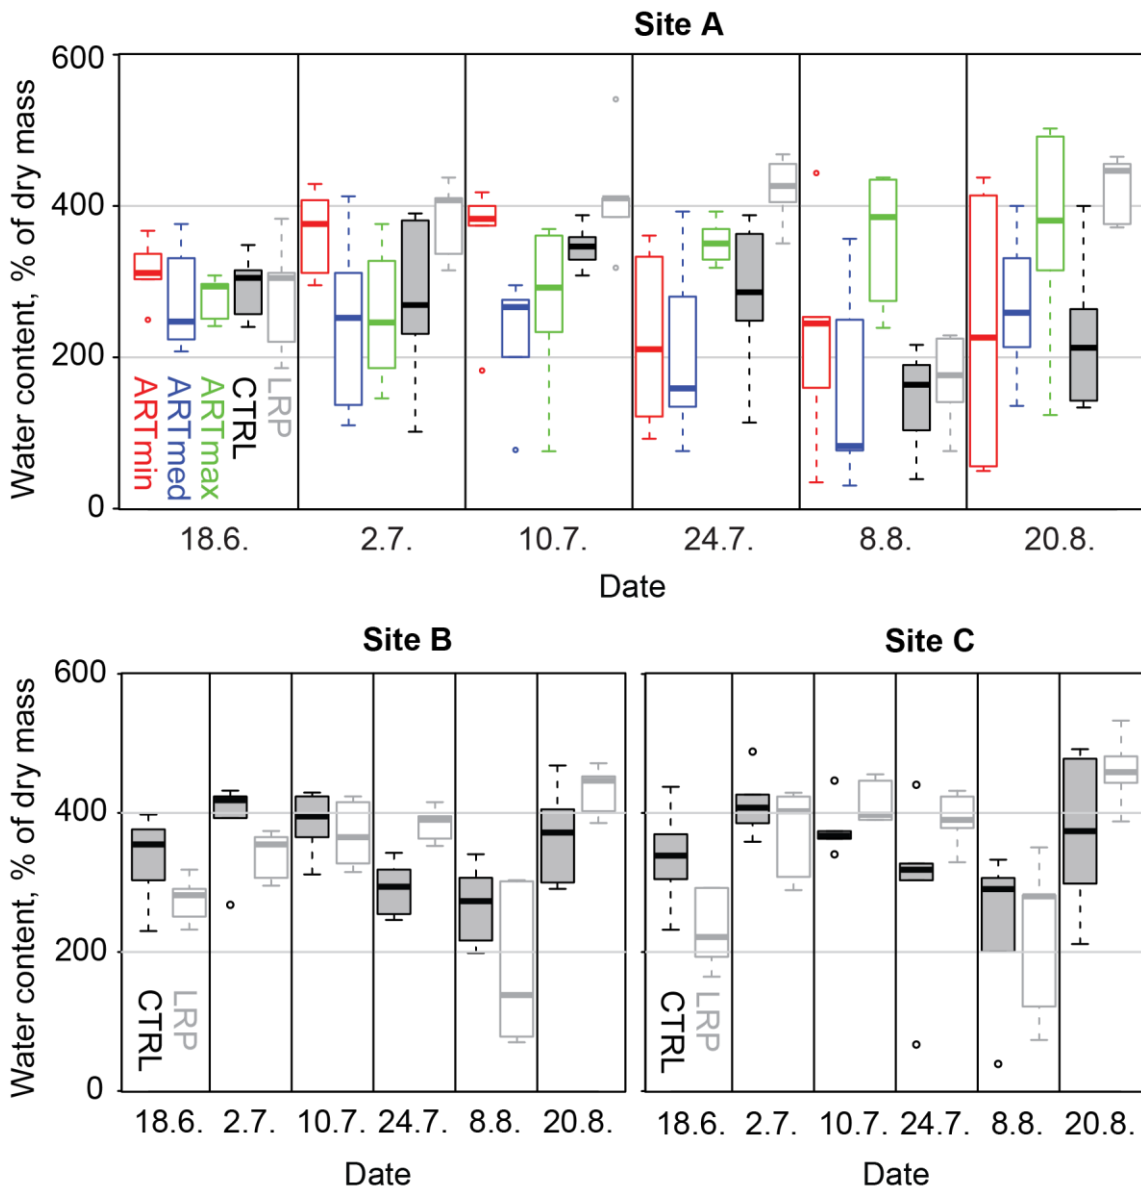 Site A
Water content, % of dry mass
600
400
200
0
ARTmin
ARTmed
ARTmax
CTRL
LRP
18.6. 2.7. 10.7. 24.7. 8.8. 20.8.
Date
Site B
Water content, % of dry mass
600
400
200
0
CTRL
LRP
18.6. 2.7. 10.7. 24.7. 8.8. 20.8.
Date
Site C
CTRL
LRP
18.6. 2.7. 10.7. 24.7. 8.8. 20.8.
Date